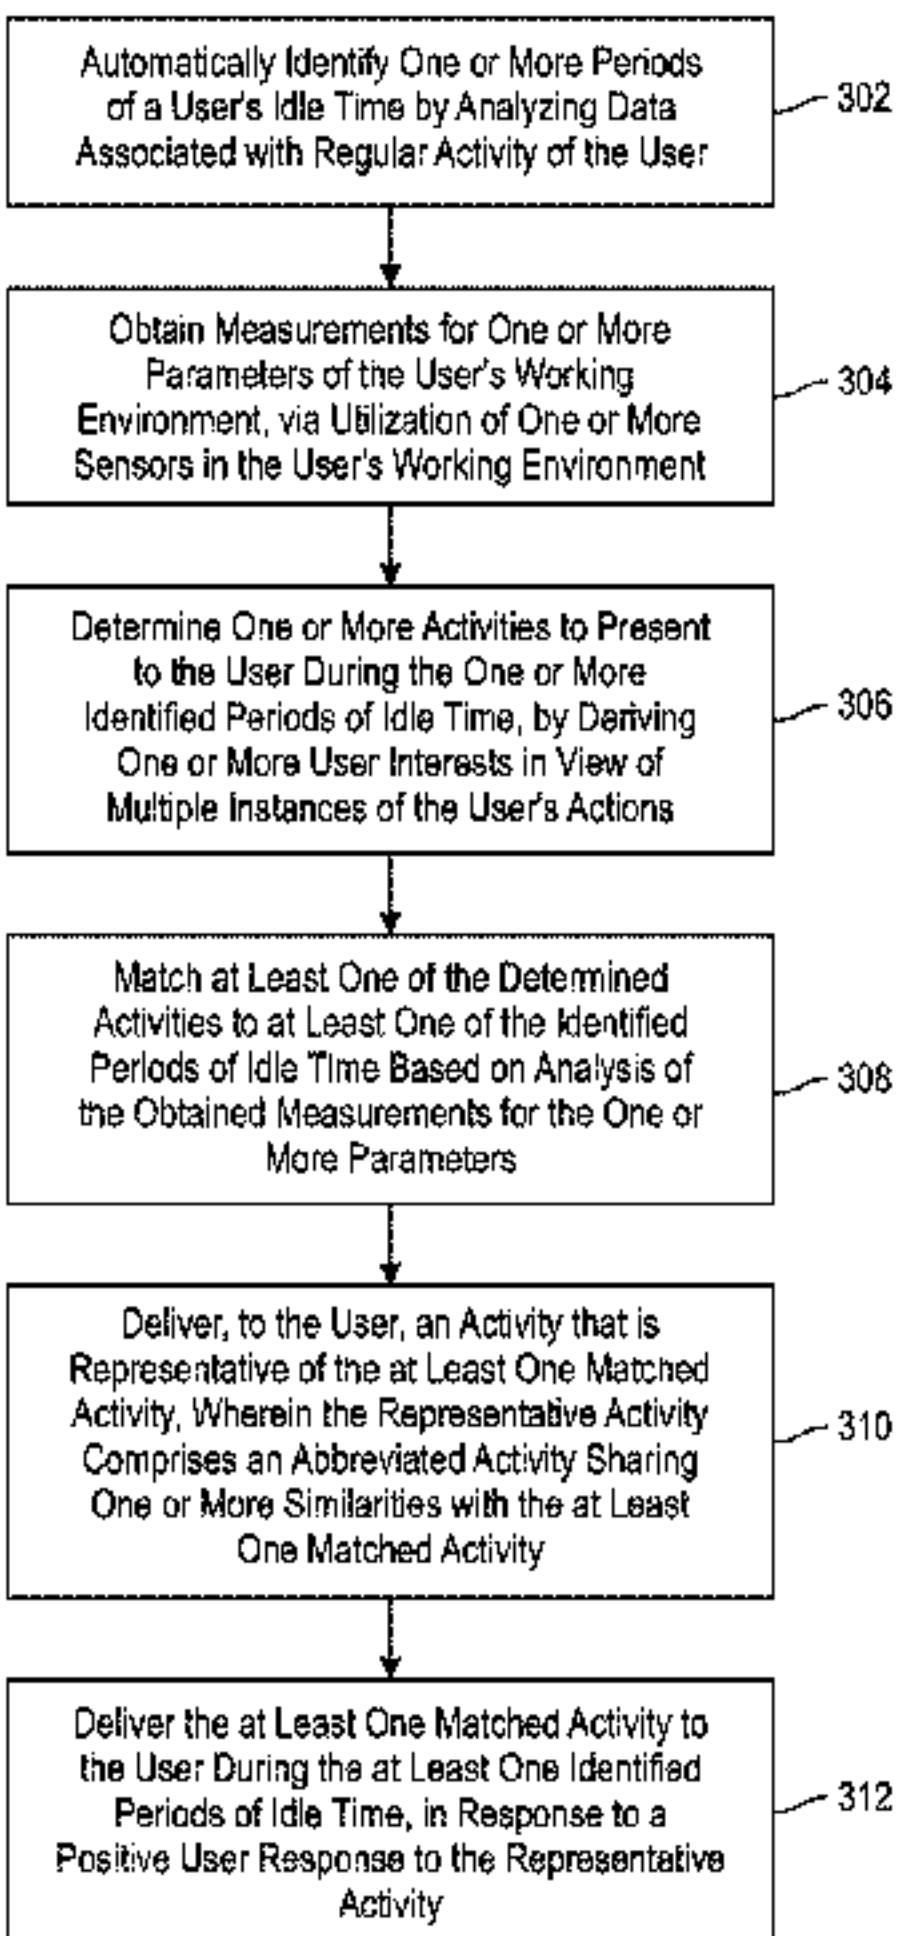 Automatically Identify One or More Periods
of a User's Idle Time by Analyzing Data
Associated with Regular Activity of the User
302
Obtain Measurements for One or More
Parameters of the User's Working
Environment, via Utilization of One or More
Sensors in the User's Working Environment
304
Determine One or More Activities to Present
to the User During the One or More
Identified Periods of Idle Time, by Deriving
One or More User Interests in View of
Multiple Instances of the User's Actions
306
Match at Least One of the Determined
Activities to at Least One of the Identified
Periods of Idle Time Based on Analysis of
the Obtained Measurements for the One or
More Parameters
308
Deliver, to the User, an Activity that is
Representative of the at Least One Matched
Activity, Wherein the Representative Activity
Comprises an Abbreviated Activity Sharing
One or More Similarities with the at Least
One Matched Activity
310
Deliver the at Least One Matched Activity to
the User During the at Least One Identified
Periods of Idle Time, in Response to a
Positive User Response to the Representative
Activity
312